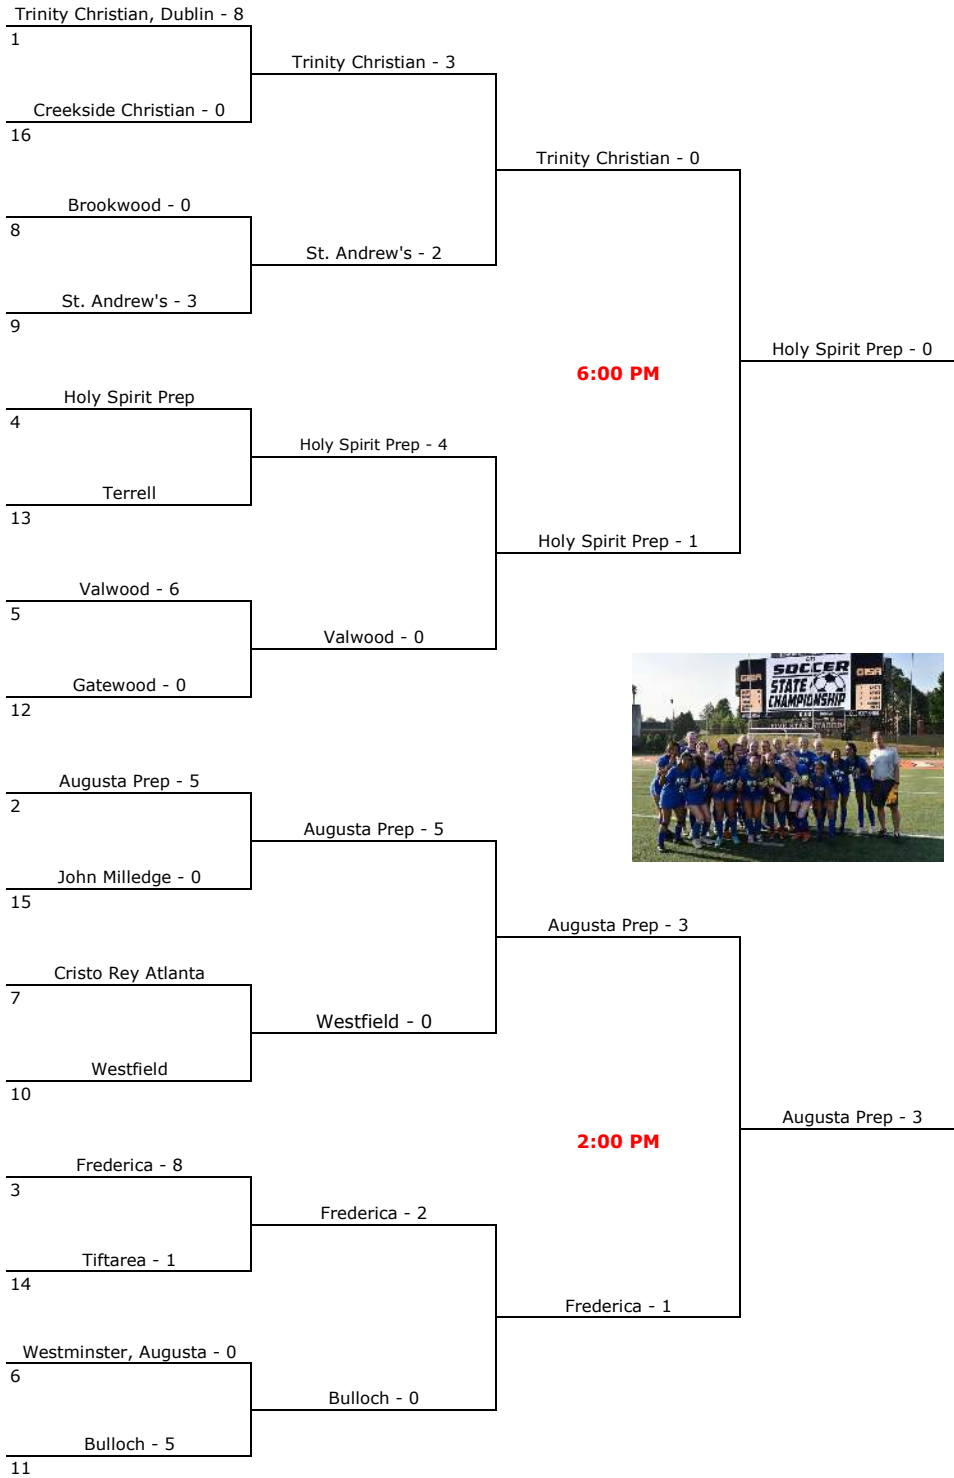 Trinity Christian, Dublin - 8
1
Trinity Christian - 3
Creekside Christian - 0
16
Trinity Christian - 0
Brookwood - 0
8
St. Andrew's - 2
St. Andrew's - 3
9
Holy Spirit Prep - 0
6:00 PM
Holy Spirit Prep
4
Holy Spirit Prep - 4
Terrell
13
Holy Spirit Prep - 1
Valwood - 6
5
Valwood - 0
Gatewood - 0
12
SOCCER
STATE
CHAMPIONSHIP
GISA
GISA
FIVE STAR STADIUM
Augusta Prep - 5
2
Augusta Prep - 5
John Milledge - 0
15
Augusta Prep - 3
Cristo Rey Atlanta
7
Westfield - 0
Westfield
10
Augusta Prep - 3
2:00 PM
Frederica - 8
3
Frederica - 2
Tiftarea - 1
14
Frederica - 1
Westminster, Augusta - 0
6
Bulloch - 0
Bulloch - 5
11